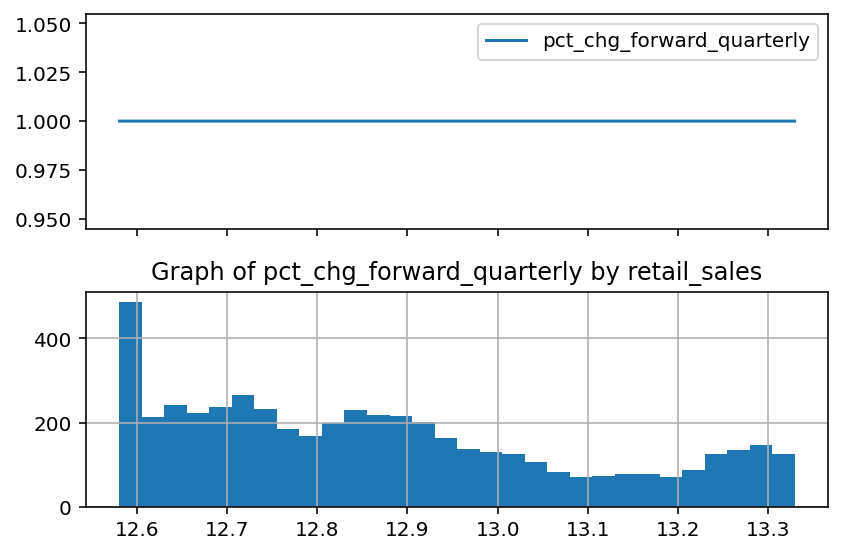 1.050
pct_chg_forward_quarterly
1.025
1.000
0.975
0.950
Graph of pct_chg_forward_quarterly by retail_sales
400
200
0
12.6 12.7 12.8 12.9 13.0 13.1 13.2 13.3